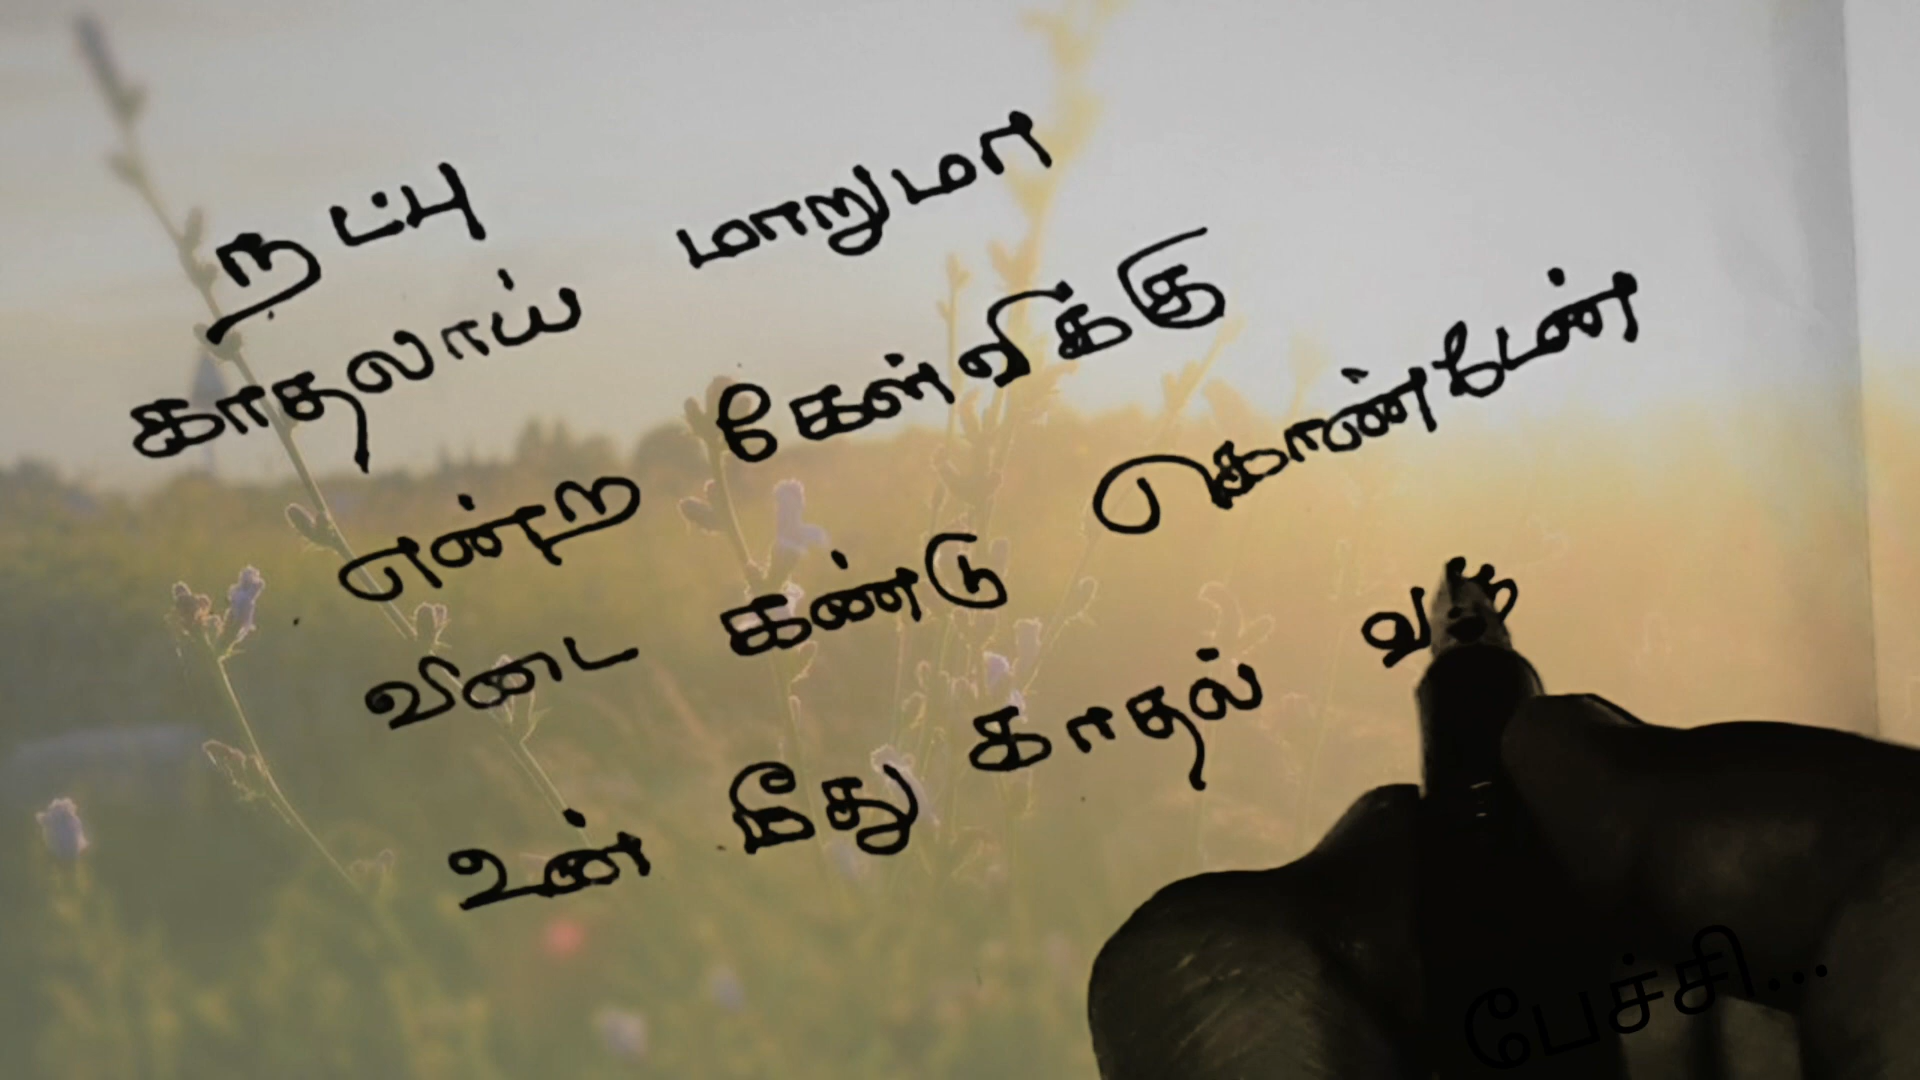 நட்பு
காதலாய் மாறுமா
என்ற கேள்விக்கு
விடை கண்டு கொண்டேன்
உன் மீது காதல்
பேச்சி...